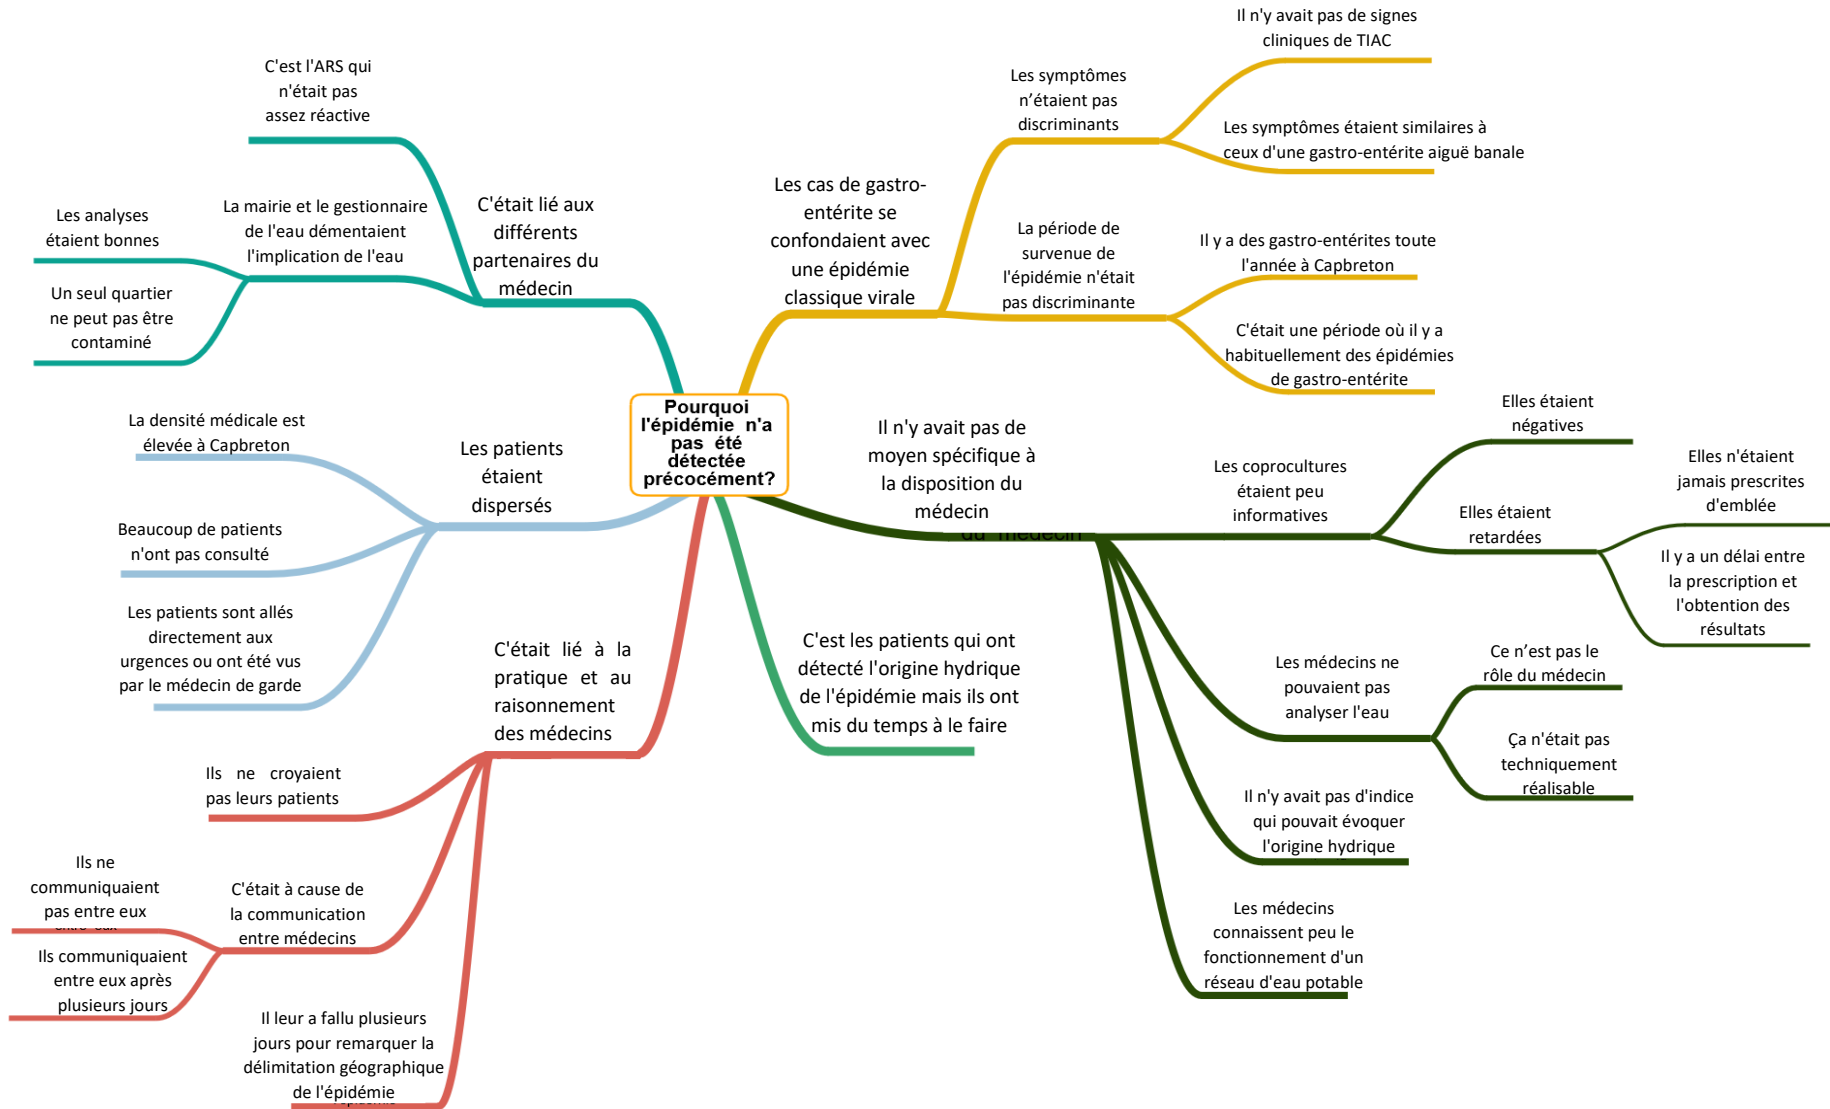 Pourquoi
l'épidémie n'a
pas été
détectée
précocément?
Les cas de gastro-
entérite se
confondaient avec
une épidémie
classique virale
Les symptômes
n’étaient pas
discriminants
Il n'y avait pas de signes
cliniques de TIAC
Les symptômes étaient similaires à
ceux d'une gastro-entérite aiguë banale
La période de
survenue de
l'épidémie n'était
pas discriminante
Il y a des gastro-entérites toute
l'année à Capbreton
C'était une période où il y a
habituellement des épidémies
de gastro-entérite
Il n'y avait pas de
moyen spécifique à
la disposition du
médecin
du médecin
Les coprocultures
étaient peu
informatives
Elles étaient
négatives
Elles étaient
retardées
Elles n'étaient
jamais prescrites
d'emblée
Il y a un délai entre
la prescription et
l'obtention des
résultats
Les médecins ne
pouvaient pas
analyser l'eau
Ce n’est pas le
rôle du médecin
Ça n'était pas
techniquement
réalisable
Il n'y avait pas d'indice
qui pouvait évoquer
l'origine hydrique
Les médecins
connaissent peu le
fonctionnement d'un
réseau d'eau potable
C'est les patients qui ont
détecté l'origine hydrique
de l'épidémie mais ils ont
mis du temps à le faire
C'était lié à la
pratique et au
raisonnement
des médecins
Ils ne croyaient
pas leurs patients
C'était à cause de
la communication
entre médecins
Ils ne
communiquaient
pas entre eux
entre eux
Ils communiquaient
entre eux après
plusieurs jours
Il leur a fallu plusieurs
jours pour remarquer la
délimitation géographique
de l'épidémie
Les patients
étaient
dispersés
La densité médicale est
élevée à Capbreton
Beaucoup de patients
n'ont pas consulté
Les patients sont allés
directement aux
urgences ou ont été vus
par le médecin de garde
C'était lié aux
différents
partenaires du
médecin
C'est l'ARS qui
n'était pas
assez réactive
La mairie et le gestionnaire
de l'eau démentaient
l'implication de l'eau
Les analyses
étaient bonnes
Un seul quartier
ne peut pas être
contaminé